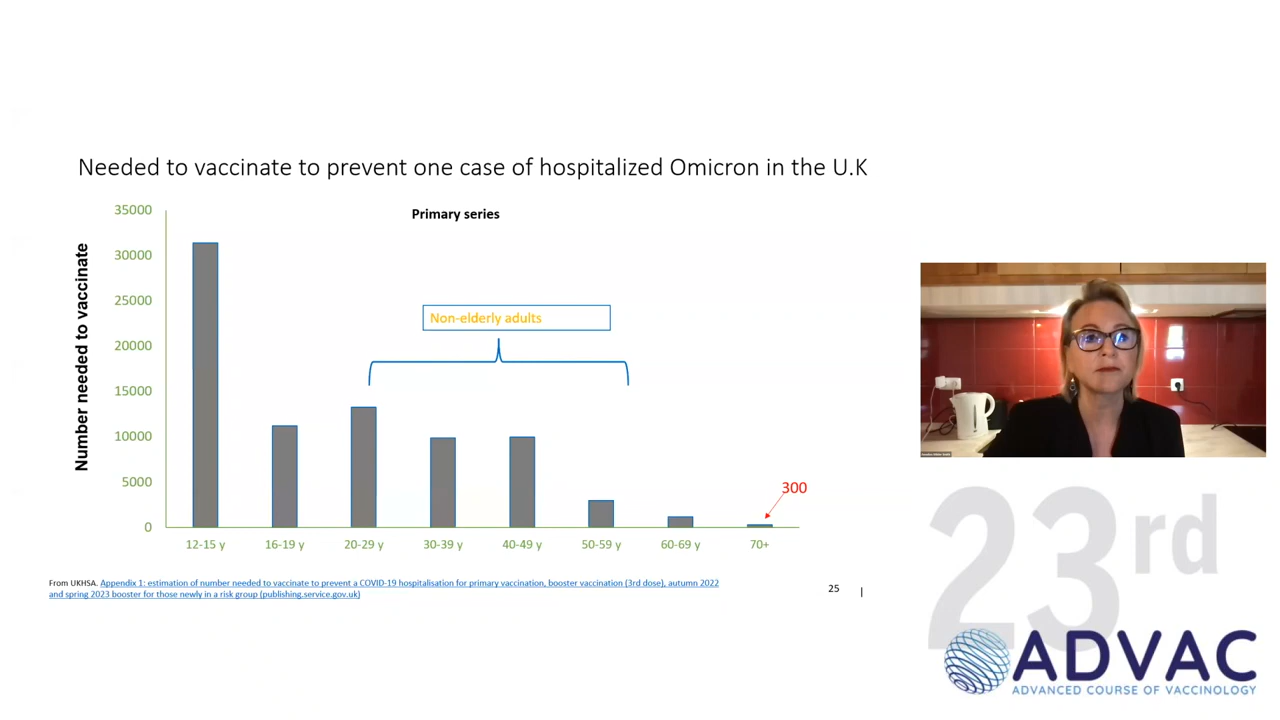 Needed to vaccinate to prevent one case of hospitalized Omicron in the U.K
Primary series
Number needed to vaccinate
35000
30000
25000
20000
15000
10000
5000
0
Non-elderly adults
300
12-15 y
16-19 y
20-29 y
30-39 y
40-49 y
50-59 y
60-69 y
70+
From UKHSA. Appendix 1: estimation of number needed to vaccinate to prevent a COVID-19 hospitalisation for primary vaccination, booster vaccination (3rd dose), autumn 2022
and spring 2023 booster for those newly in a risk group (publishing.service.gov.uk)
25
|
23rd
ADVAC
ADVANCED COURSE OF VACCINOLOGY